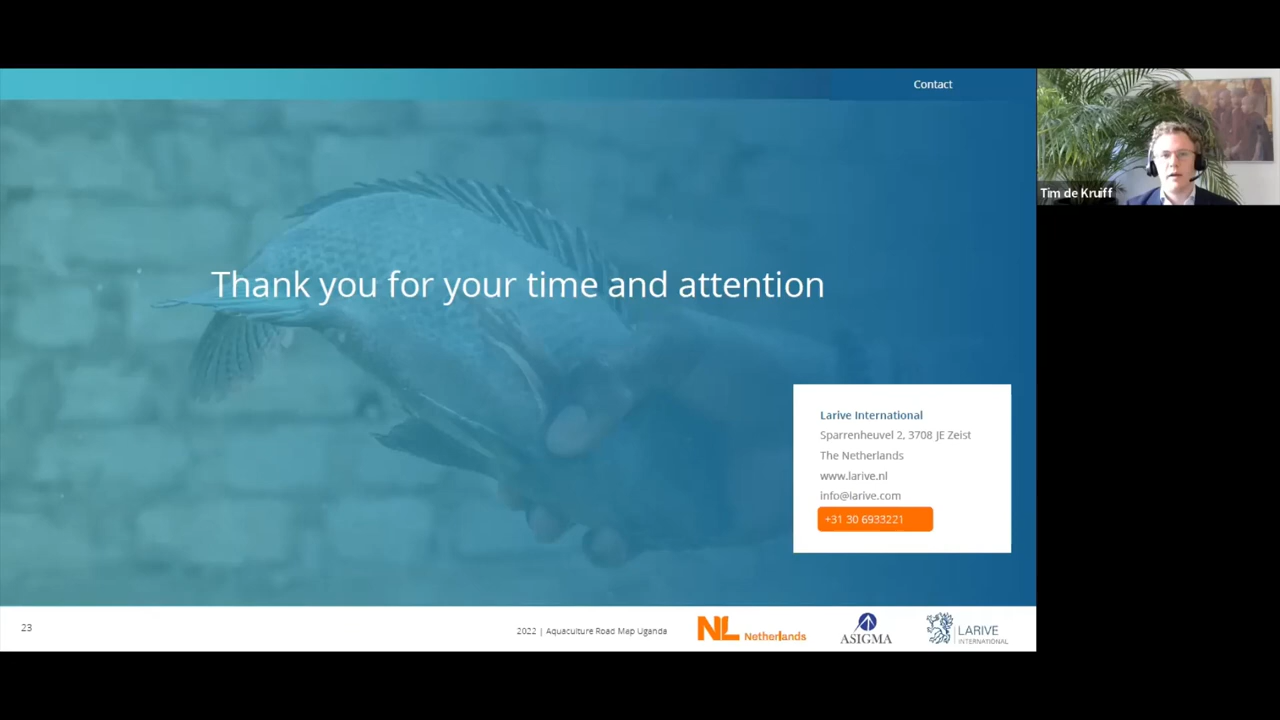 Contact
Tim de Kruiff
Thank you for your time and attention
Larive International
Sparrenheuvel 2, 3708 JE Zeist
The Netherlands
www.larive.nl
info@larive.com
+31 30 6933221
23
2022 | Aquaculture Road Map Uganda
NL Netherlands
ASIGMA
LARIVE
INTERNATIONAL